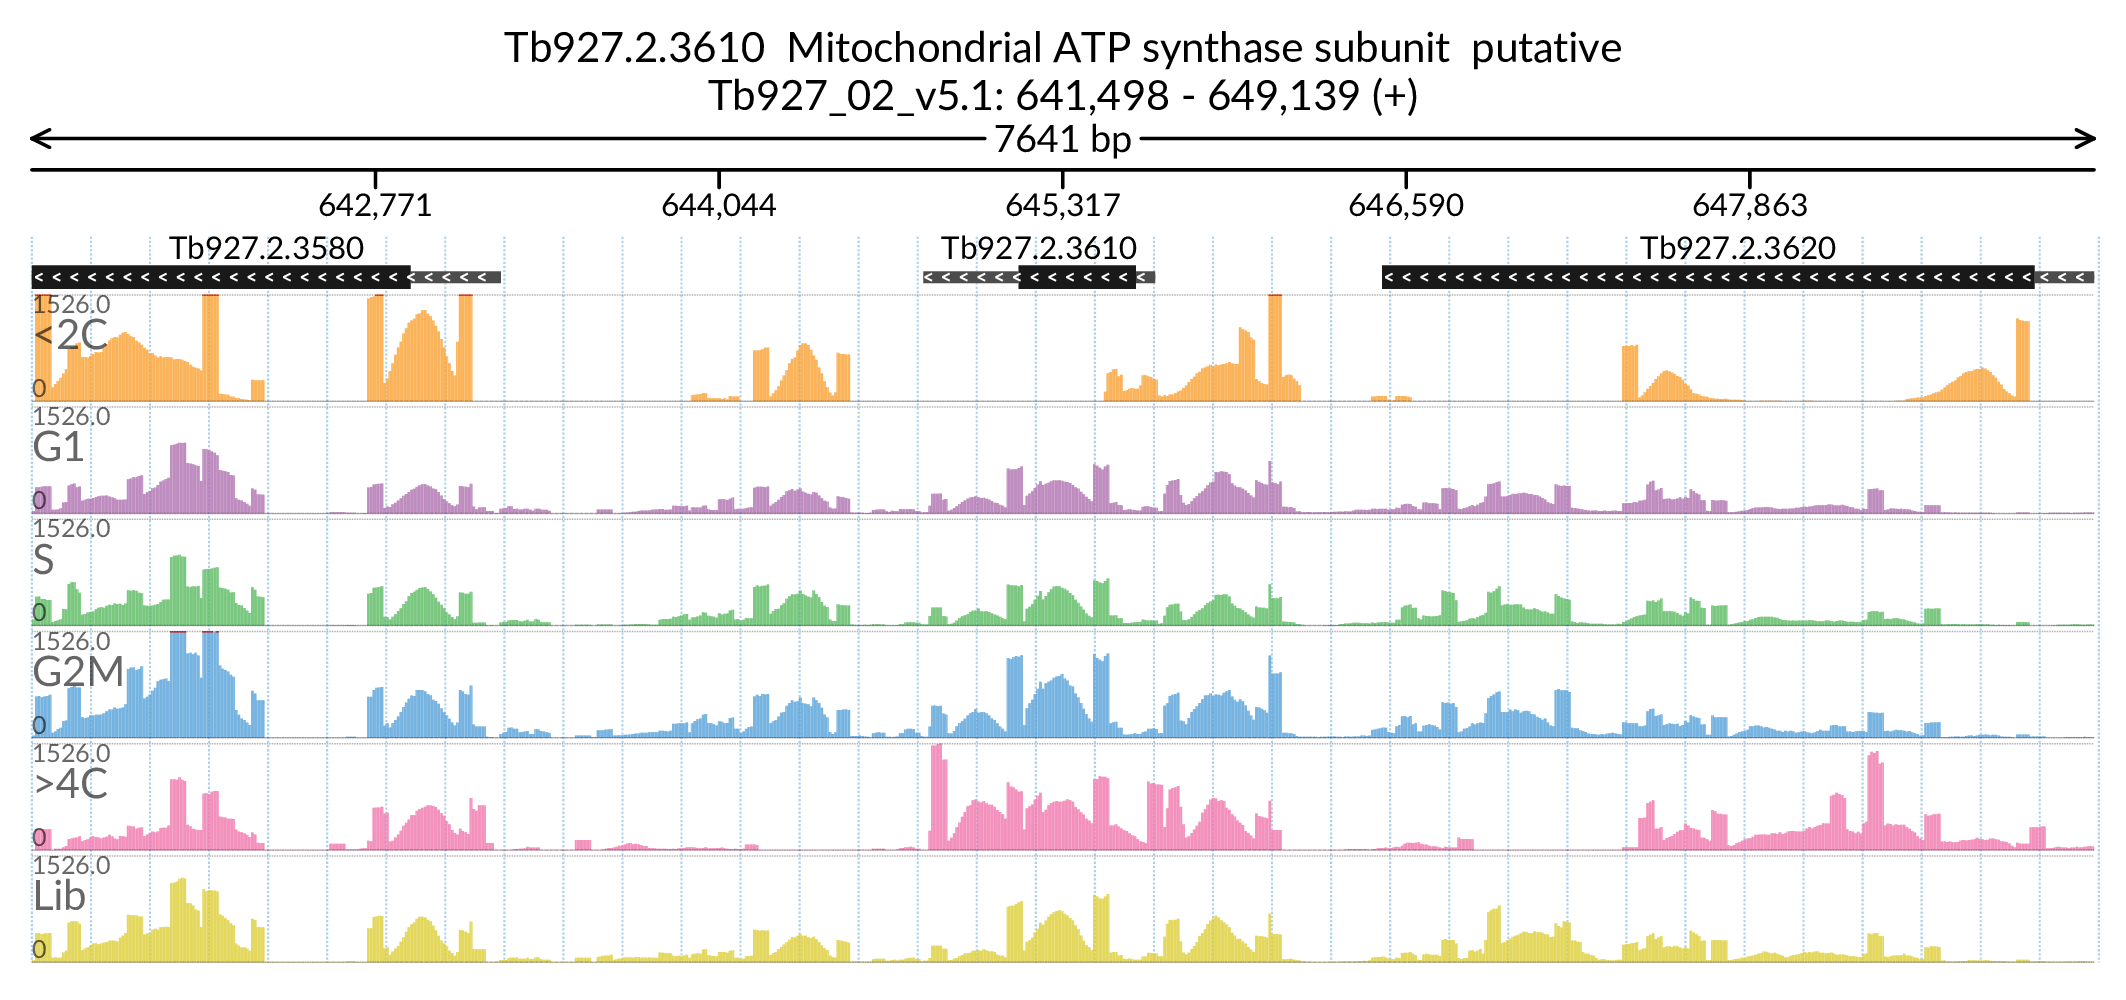 Tb927.2.3610  Mitochondrial ATP synthase subunit  putative
Tb927_02_v5.1: 641,498 - 649,139 (+)
7641 bp
642,771 644,044 645,317 646,590 647,863
Tb927.2.3580 Tb927.2.3610 Tb927.2.3620
1526.0
<2C
0
1526.0
G1
0
1526.0
S
0
1526.0
G2M
0
1526.0
>4C
0
1526.0
Lib
0